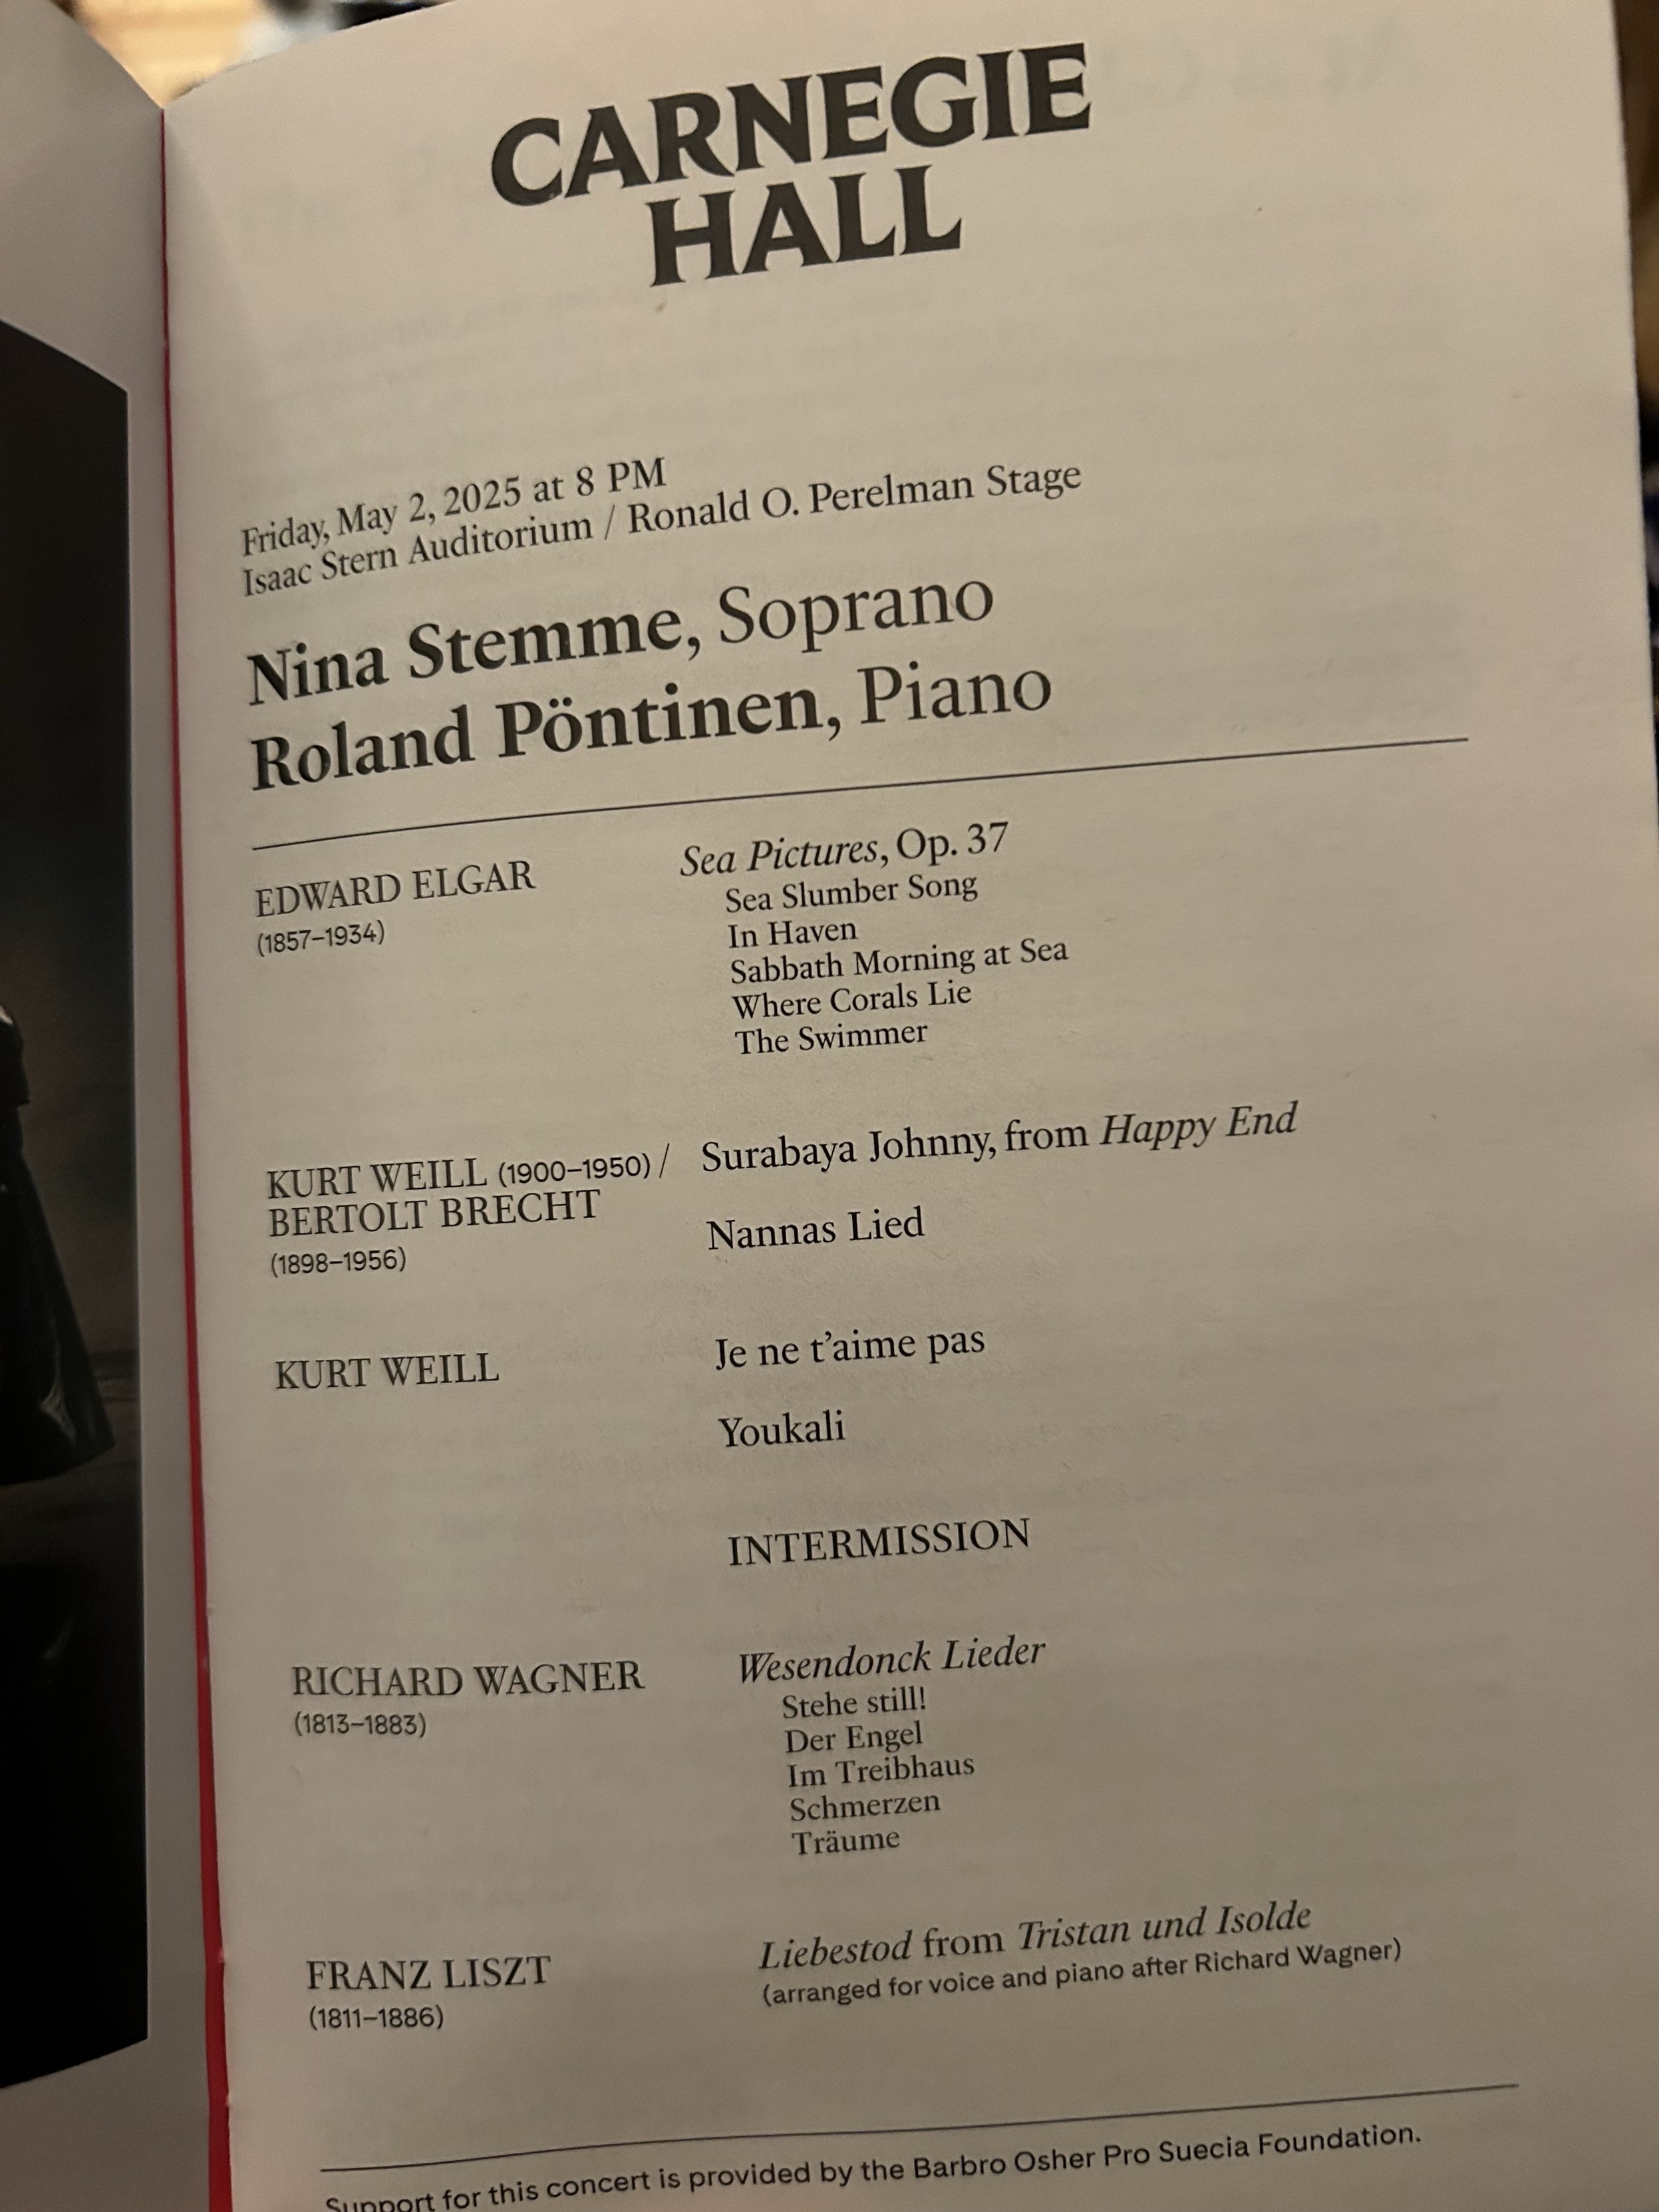 CARNEGIE
HALL
Friday, May 2, 2025 at 8 PM
Isaac Stern Auditorium / Ronald O. Perelman Stage
Nina Stemme, Soprano
Roland Pöntinen, Piano
EDWARD ELGAR
(1857–1934)
Sea Pictures, Op. 37
Sea Slumber Song
In Haven
Sabbath Morning at Sea
Where Corals Lie
The Swimmer
KURT WEILL (1900–1950) /
BERTOLT BRECHT
(1898–1956)
Surabaya Johnny, from Happy End
Nannas Lied
KURT WEILL
Je ne t’aime pas
Youkali
INTERMISSION
RICHARD WAGNER
(1813–1883)
Wesendonck Lieder
Stehe still!
Der Engel
Im Treibhaus
Schmerzen
Träume
FRANZ LISZT
(1811–1886)
Liebestod from Tristan und Isolde
(arranged for voice and piano after Richard Wagner)
Support for this concert is provided by the Barbro Osher Pro Suecia Foundation.